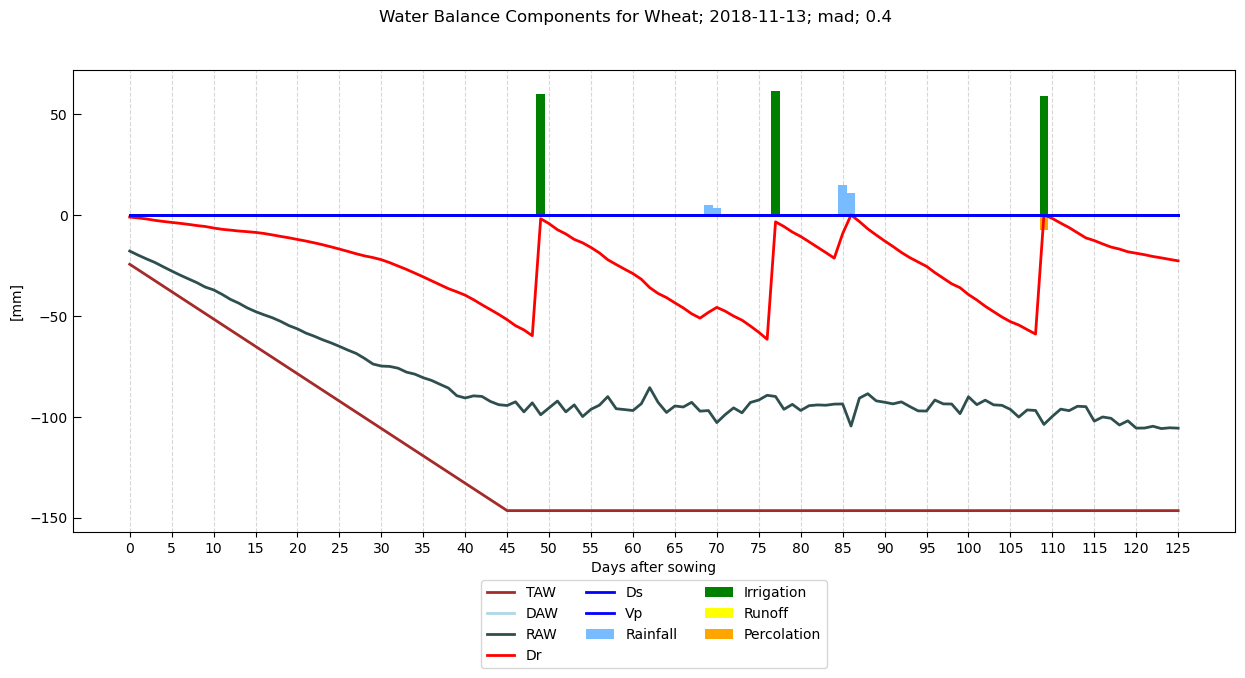 Water Balance Components for Wheat; 2018-11-13; mad; 0.4
50
0
−50
−100
−150
[mm]
0 5 10 15 20 25 30 35 40 45 50 55 60 65 70 75 80 85 90 95 100 105 110 115 120 125
Days after sowing
TAW Ds Irrigation
DAW Vp Runoff
RAW Rainfall Percolation
Dr